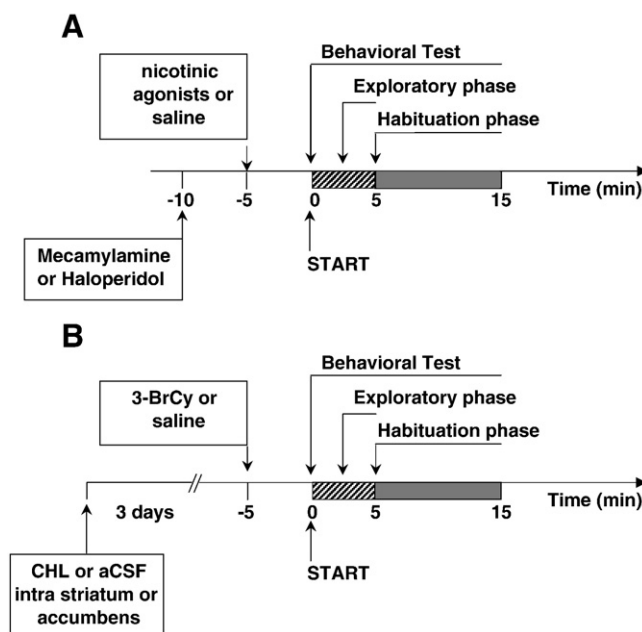 A
nicotinic
agonists or
saline
Behavioral Test
Exploratory phase
Habituation phase
-10
-5
0
5
15
Time (min)
Mecamylamine
or Haloperidol
START
B
3-BrCy or
saline
Behavioral Test
Exploratory phase
Habituation phase
3 days
-5
0
5
15
Time (min)
CHL or aCSF
intra striatum or
accumbens
START